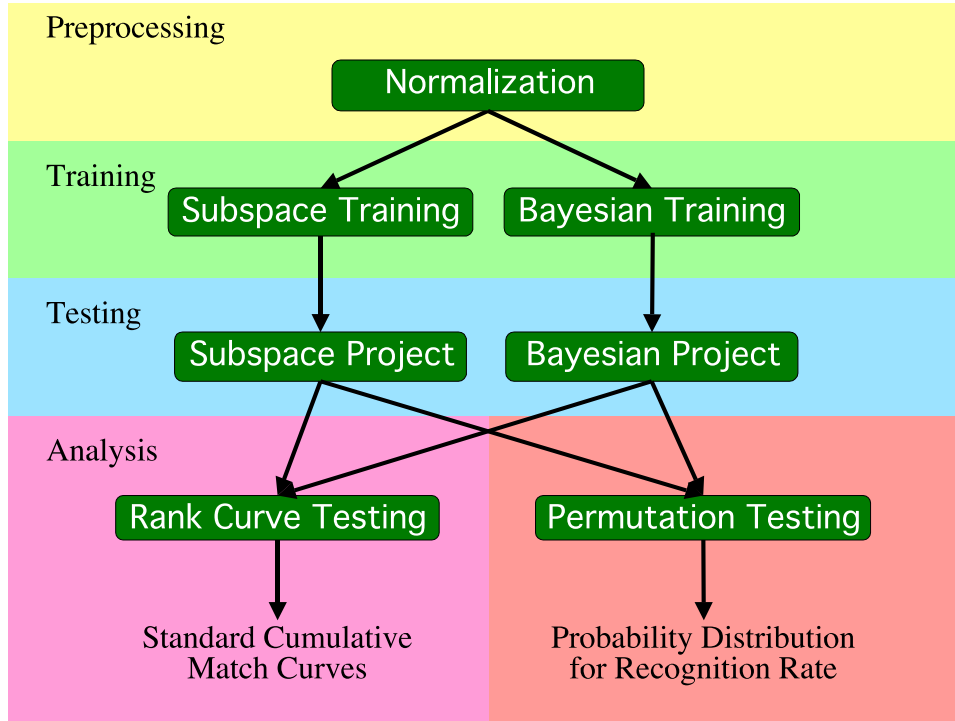 Preprocessing
Normalization
Training
Subspace Training
Bayesian Training
Testing
Subspace Project
Bayesian Project
Analysis
Rank Curve Testing
Permutation Testing
Standard Cumulative
Match Curves
Probability Distribution
for Recognition Rate